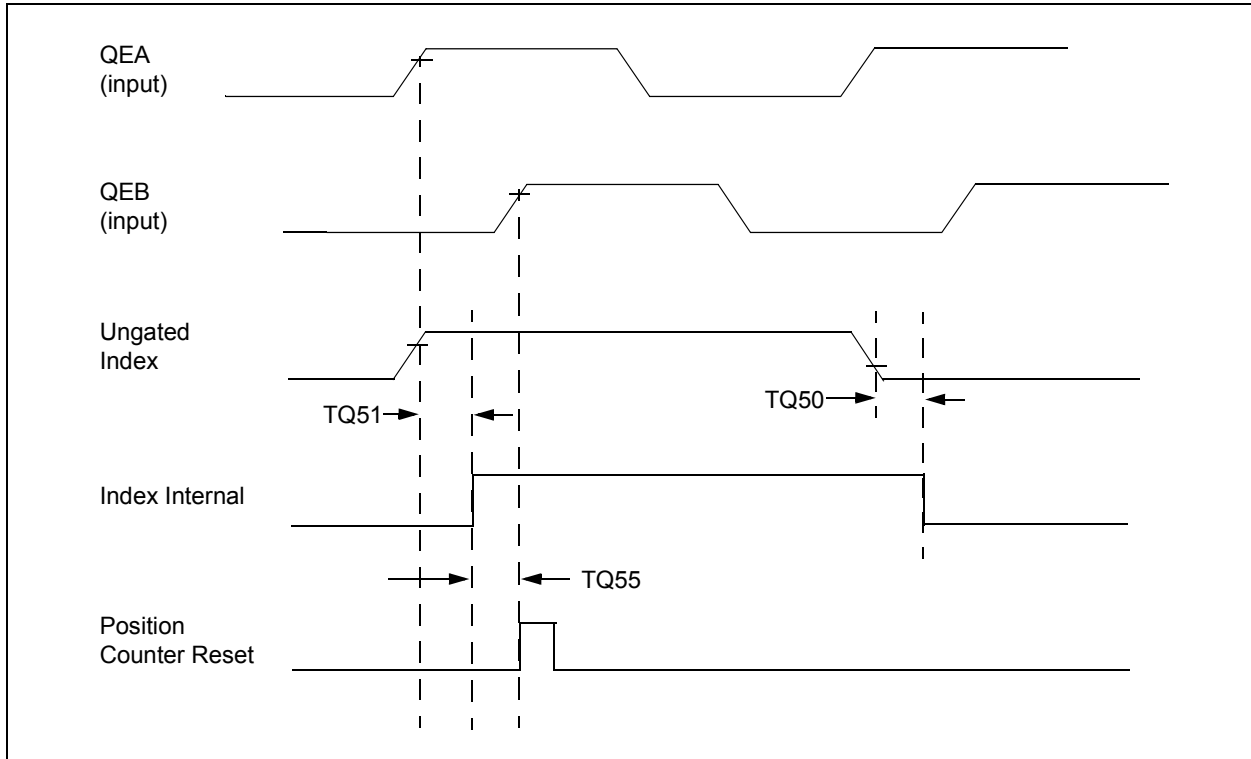 QEA
(input)
QEB
(input)
Ungated
Index
TQ51
TQ50
Index Internal
TQ55
Position
Counter Reset